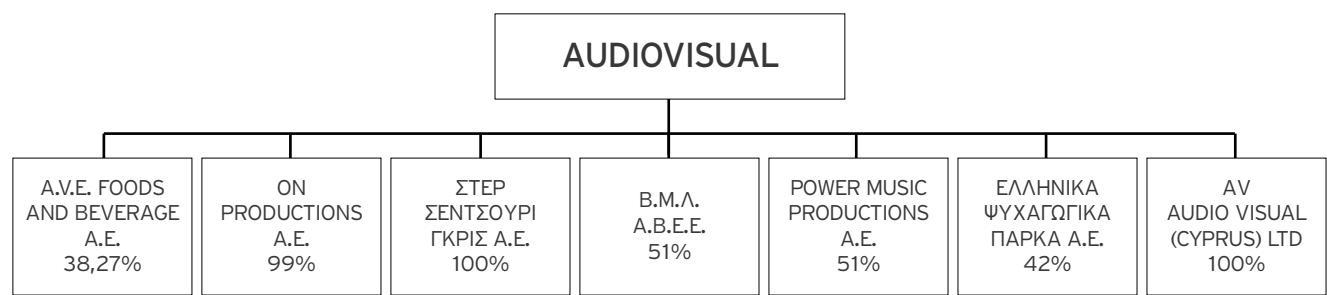 AUDIOVISUAL
A.V.E. FOODS
AND BEVERAGE
A.E.
38,27%
ON
PRODUCTIONS
A.E.
99%
ΣΤΕΡ
ΣΕΝΤΣΟΥΡΙ
ΓΚΡΙΣ Α.Ε.
100%
Β.Μ.Λ.
Α.Β.Ε.Ε.
51%
POWER MUSIC
PRODUCTIONS
A.E.
51%
ΕΛΛΗΝΙΚΑ
ΨΥΧΑΓΩΓΙΚΑ
ΠΑΡΚΑ Α.Ε.
42%
AV
AUDIO VISUAL
(CYPRUS) LTD
100%